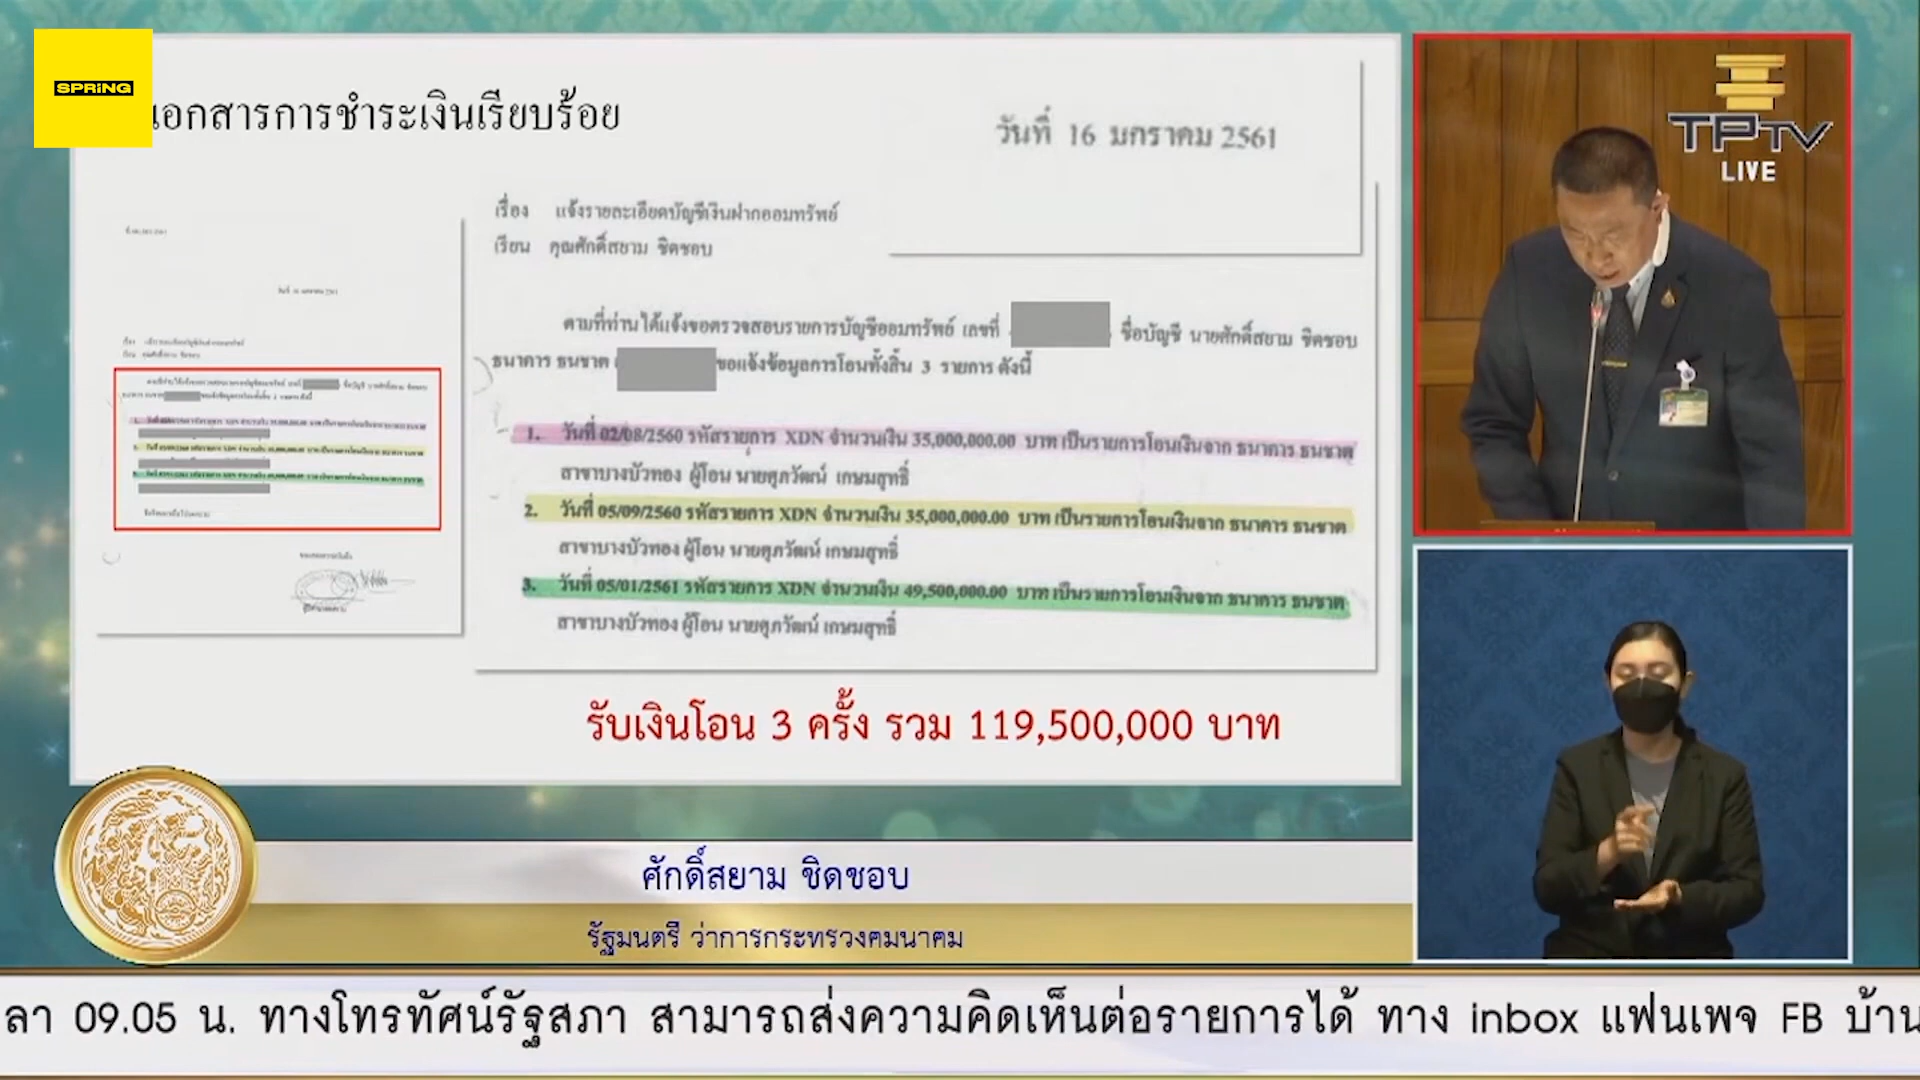 SPRiNG
เอกสารการชำระเงินเรียบร้อย
วันที่ 16 มกราคม 2561
เรื่อง แจ้งรายละเอียดบัญชีเงินฝากออมทรัพย์
เรียน คุณศักดิ์สยาม ชิดชอบ
ตามที่ท่านได้แจ้งขอตรวจสอบรายการบัญชีออมทรัพย์ เลขที่ ชื่อบัญชี นายศักดิ์สยาม ชิดชอบ
ธนาคาร ธนชาต ขอแจ้งข้อมูลการโอนทั้งสิ้น 3 รายการ ดังนี้
1. วันที่ 02/08/2560 รหัสรายการ XDN จำนวนเงิน 35,000,000.00 บาท เป็นรายการโอนเงินจาก ธนาคาร ธนชาต
สาขาบางบัวทอง ผู้โอน นายศุภวัฒน์ เกษมสุทธิ์
2. วันที่ 05/09/2560 รหัสรายการ XDN จำนวนเงิน 35,000,000.00 บาท เป็นรายการโอนเงินจาก ธนาคาร ธนชาต
สาขาบางบัวทอง ผู้โอน นายศุภวัฒน์ เกษมสุทธิ์
3. วันที่ 05/01/2561 รหัสรายการ XDN จำนวนเงิน 49,500,000.00 บาท เป็นรายการโอนเงินจาก ธนาคาร ธนชาต
สาขาบางบัวทอง ผู้โอน นายศุภวัฒน์ เกษมสุทธิ์
รับเงินโอน 3 ครั้ง รวม 119,500,000 บาท
TPTV
LIVE
ศักดิ์สยาม ชิดชอบ
รัฐมนตรี ว่าการกระทรวงคมนาคม
ลา 09.05 น. ทางโทรทัศน์รัฐสภา สามารถส่งความคิดเห็นต่อรายการได้ ทาง inbox แฟนเพจ FB บ้าน